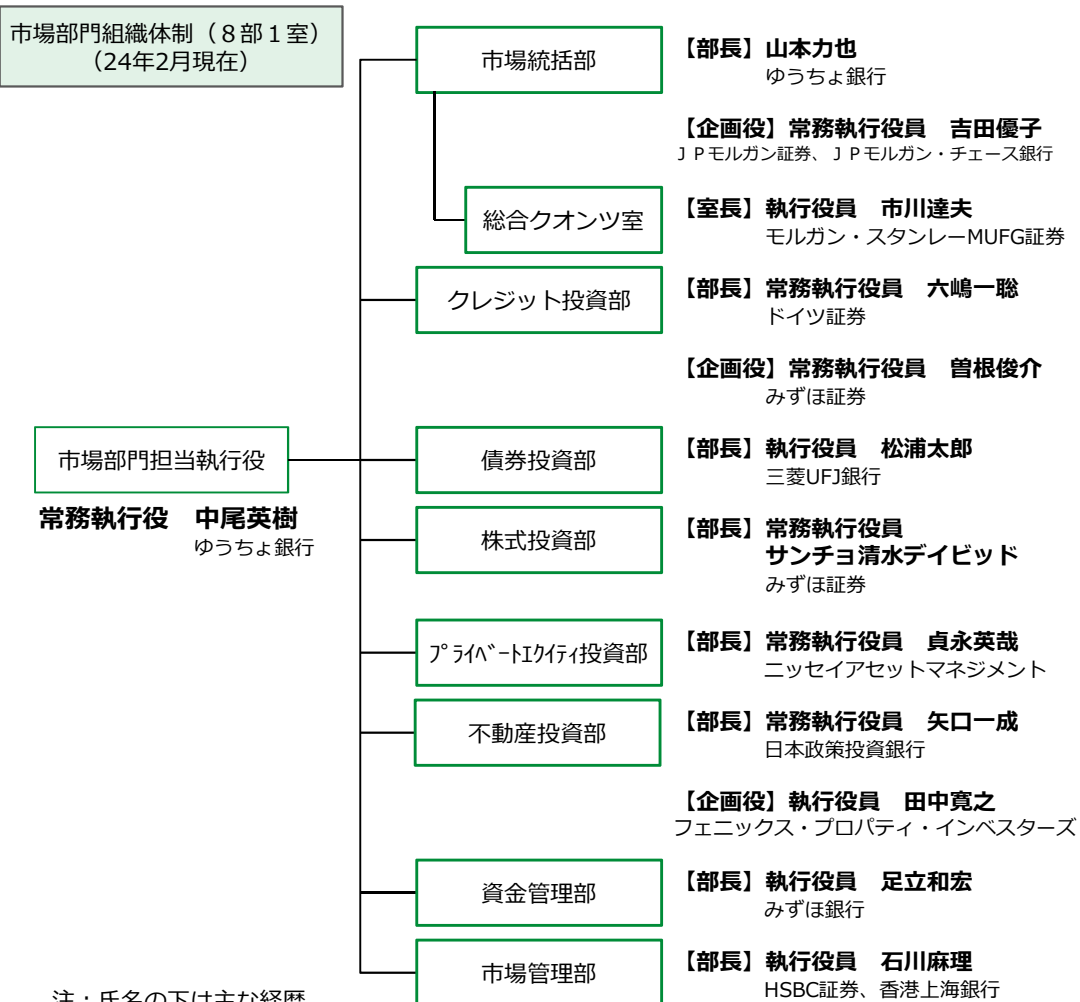 市場部門組織体制（８部１室）
（24年2月現在）
市場統括部
【部長】山本力也
ゆうちょ銀行
【企画役】常務執行役員　吉田優子
ＪＰモルガン証券、ＪＰモルガン・チェース銀行
総合クオンツ室
【室長】執行役員　市川達夫
モルガン・スタンレーMUFG証券
クレジット投資部
【部長】常務執行役員　六嶋一聡
ドイツ証券
【企画役】常務執行役員　曽根俊介
みずほ証券
市場部門担当執行役
常務執行役　中尾英樹
ゆうちょ銀行
債券投資部
【部長】執行役員　松浦太郎
三菱UFJ銀行
株式投資部
【部長】常務執行役員
サンチョ清水デイビッド
みずほ証券
ﾌﾟﾗｲﾍﾞｰﾄｴｸｲﾃｨ投資部
【部長】常務執行役員　貞永英哉
ニッセイアセットマネジメント
不動産投資部
【部長】常務執行役員　矢口一成
日本政策投資銀行
【企画役】執行役員　田中寛之
フェニックス・プロパティ・インベスターズ
資金管理部
【部長】執行役員　足立和宏
みずほ銀行
市場管理部
【部長】執行役員　石川麻理
HSBC証券、香港上海銀行
注：氏名の下は主な経歴